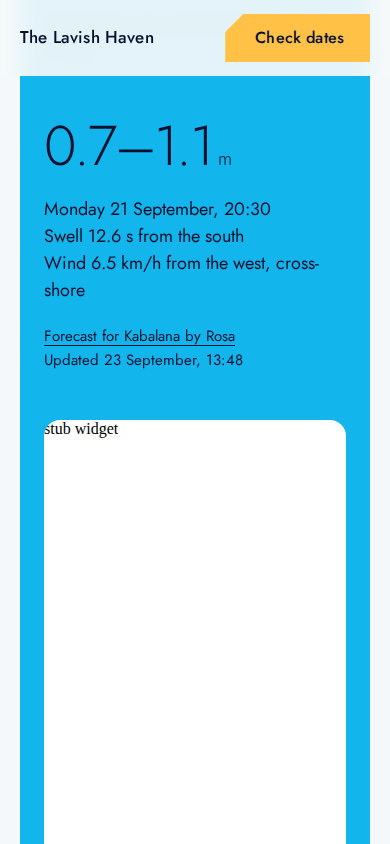 The Lavish Haven
Check dates
0.7—1.1 m
Monday 21 September, 20:30
Swell 12.6 s from the south
Wind 6.5 km/h from the west, cross-
shore
Forecast for Kabalana by Rosa
Updated 23 September, 13:48
stub widget